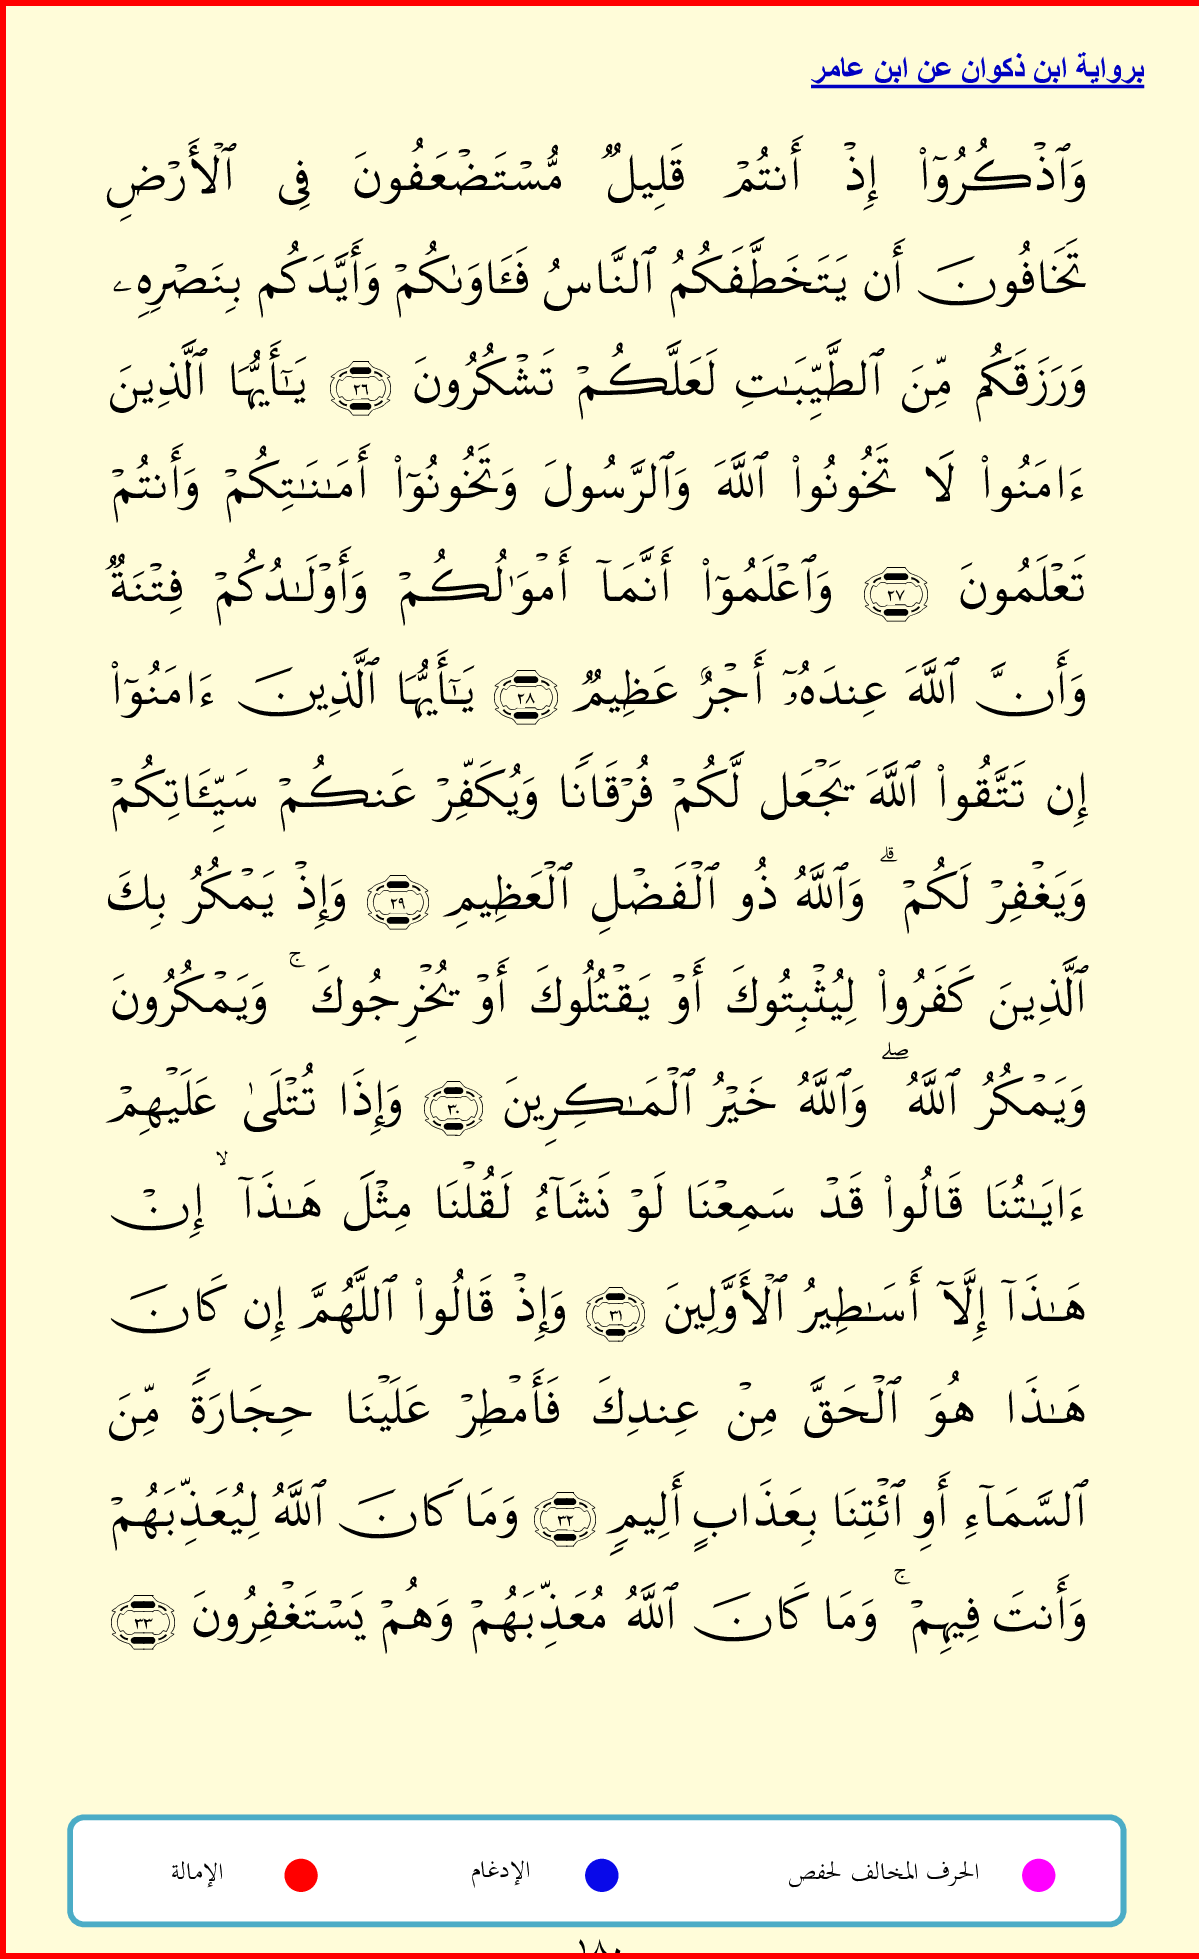 برواية ابن ذكوان عن ابن عامر
وَٱذۡكُرُوٓاْ إِذۡ أَنتُمۡ قَلِيلٞ مُّسۡتَضۡعَفُونَ فِي ٱلۡأَرۡضِ
تَخَافُونَ أَن يَتَخَطَّفَكُمُ ٱلنَّاسُ فَـَٔاوَىٰكُمۡ وَأَيَّدَكُم بِنَصۡرِهِۦ
وَرَزَقَكُم مِّنَ ٱلطَّيِّبَٰتِ لَعَلَّكُمۡ تَشۡكُرُونَ ٢٦ يَٰٓأَيُّهَا ٱلَّذِينَ
ءَامَنُواْ لَا تَخُونُواْ ٱللَّهَ وَٱلرَّسُولَ وَتَخُونُوٓاْ أَمَٰنَٰتِكُمۡ وَأَنتُمۡ
تَعۡلَمُونَ ٢٧ وَٱعۡلَمُوٓاْ أَنَّمَآ أَمۡوَٰلُكُمۡ وَأَوۡلَٰدُكُمۡ فِتۡنَةٞ
وَأَنَّ ٱللَّهَ عِندَهُۥٓ أَجۡرٌ عَظِيمٞ ٢٨ يَٰٓأَيُّهَا ٱلَّذِينَ ءَامَنُوٓاْ
إِن تَتَّقُواْ ٱللَّهَ يَجۡعَل لَّكُمۡ فُرۡقَانٗا وَيُكَفِّرۡ عَنكُمۡ سَيِّـَٔاتِكُمۡ
وَيَغۡفِرۡ لَكُمۡۗ وَٱللَّهُ ذُو ٱلۡفَضۡلِ ٱلۡعَظِيمِ ٢٩ وَإِذۡ يَمۡكُرُ بِكَ
ٱلَّذِينَ كَفَرُواْ لِيُثۡبِتُوكَ أَوۡ يَقۡتُلُوكَ أَوۡ يُخۡرِجُوكَۚ وَيَمۡكُرُونَ
وَيَمۡكُرُ ٱللَّهُۖ وَٱللَّهُ خَيۡرُ ٱلۡمَٰكِرِينَ ٣٠ وَإِذَا تُتۡلَىٰ عَلَيۡهِمۡ
ءَايَٰتُنَا قَالُواْ قَدۡ سَمِعۡنَا لَوۡ نَشَآءُ لَقُلۡنَا مِثۡلَ هَٰذَآۙ إِنۡ
هَٰذَآ إِلَّآ أَسَٰطِيرُ ٱلۡأَوَّلِينَ ٣١ وَإِذۡ قَالُواْ ٱللَّهُمَّ إِن كَانَ
هَٰذَا هُوَ ٱلۡحَقَّ مِنۡ عِندِكَ فَأَمۡطِرۡ عَلَيۡنَا حِجَارَةٗ مِّنَ
ٱلسَّمَآءِ أَوِ ٱئۡتِنَا بِعَذَابٍ أَلِيمٖ ٣٢ وَمَا كَانَ ٱللَّهُ لِيُعَذِّبَهُمۡ
وَأَنتَ فِيهِمۡۚ وَمَا كَانَ ٱللَّهُ مُعَذِّبَهُمۡ وَهُمۡ يَسۡتَغۡفِرُونَ ٣٣
الحرف المخالف لحفص الإدغام الإمالة
١٨٠